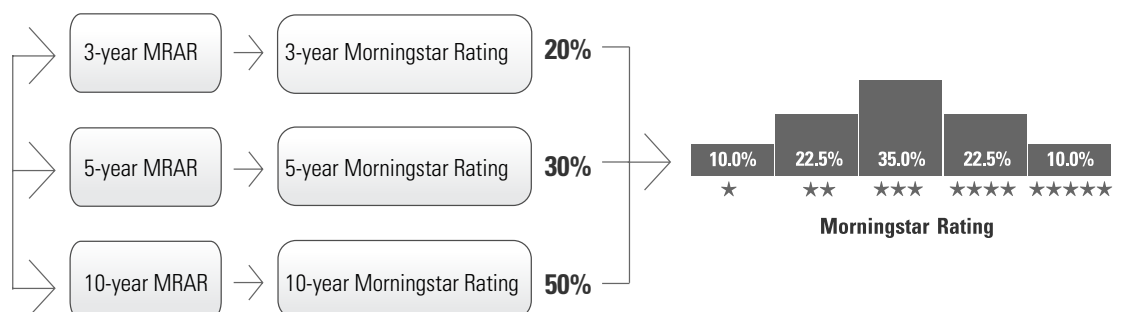 3-year MRAR
3-year Morningstar Rating
20%
5-year MRAR
5-year Morningstar Rating
30%
10-year MRAR
10-year Morningstar Rating
50%
10.0% 22.5% 35.0% 22.5% 10.0%
★ ★★ ★★★ ★★★★ ★★★★★
Morningstar Rating